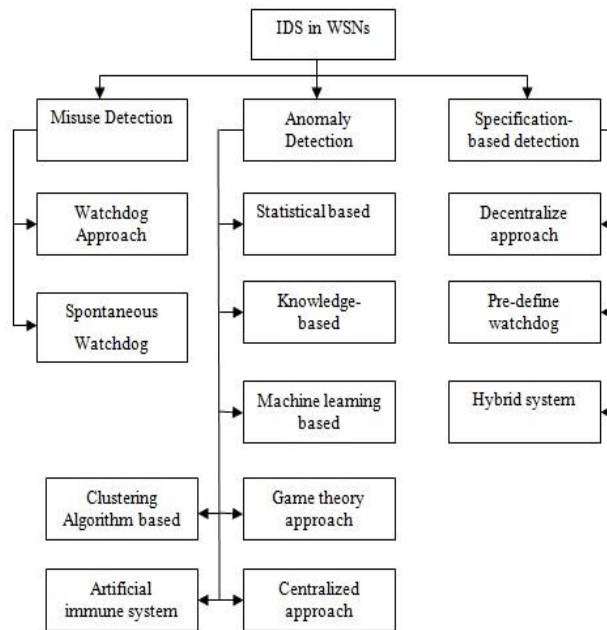 IDS in WSNs
Misuse Detection
Anomaly
Detection
Specification-
based detection
Watchdog
Approach
Statistical based
Decentralize
approach
Spontaneous
Watchdog
Knowledge-
based
Pre-define
watchdog
Machine learning
based
Hybrid system
Clustering
Algorithm based
Game theory
approach
Artificial
immune system
Centralized
approach